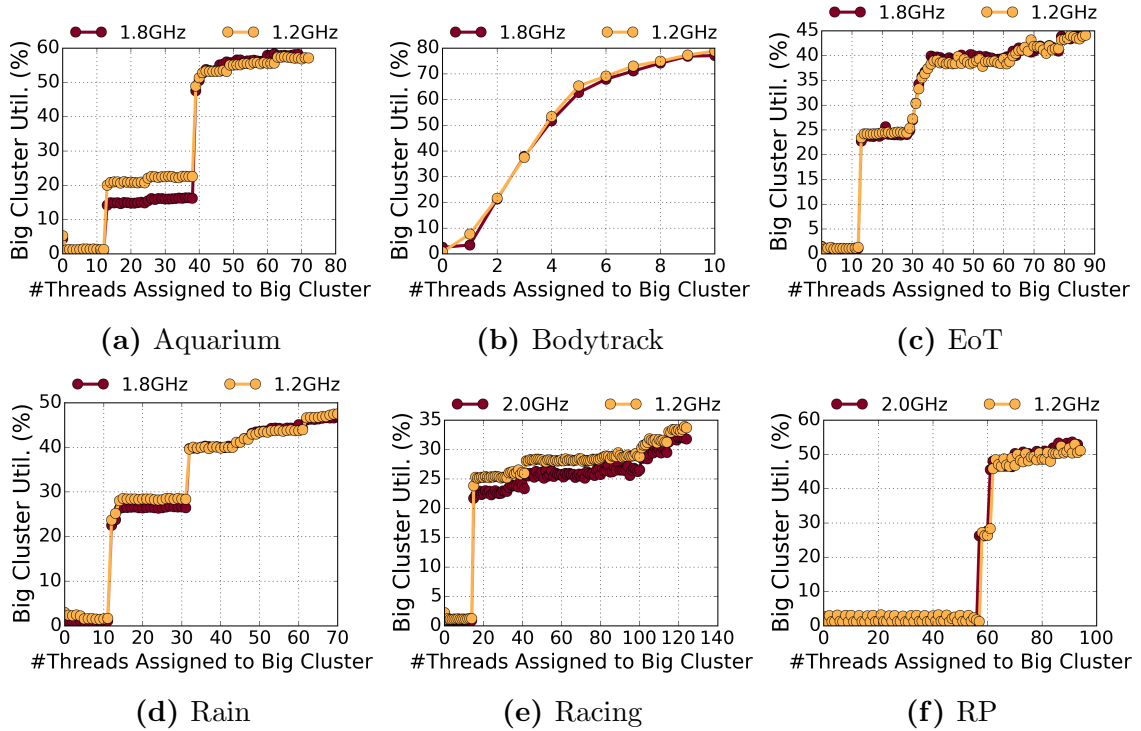 1.8GHz 1.2GHz
Big Cluster Util. (%)
60
50
40
30
20
10
0
0 10 20 30 40 50 60 70 80
#Threads Assigned to Big Cluster
(a) Aquarium
1.8GHz 1.2GHz
Big Cluster Util. (%)
80
70
60
50
40
30
20
10
0
0 2 4 6 8 10
#Threads Assigned to Big Cluster
(b) Bodytrack
1.8GHz 1.2GHz
Big Cluster Util. (%)
45
40
35
30
25
20
15
10
5
0
0 10 20 30 40 50 60 70 80 90
#Threads Assigned to Big Cluster
(c) EoT
1.8GHz 1.2GHz
Big Cluster Util. (%)
50
40
30
20
10
0
0 10 20 30 40 50 60 70
#Threads Assigned to Big Cluster
(d) Rain
2.0GHz 1.2GHz
Big Cluster Util. (%)
35
30
25
20
15
10
5
0
0 20 40 60 80 100 120 140
#Threads Assigned to Big Cluster
(e) Racing
2.0GHz 1.2GHz
Big Cluster Util. (%)
60
50
40
30
20
10
0
0 20 40 60 80 100
#Threads Assigned to Big Cluster
(f) RP